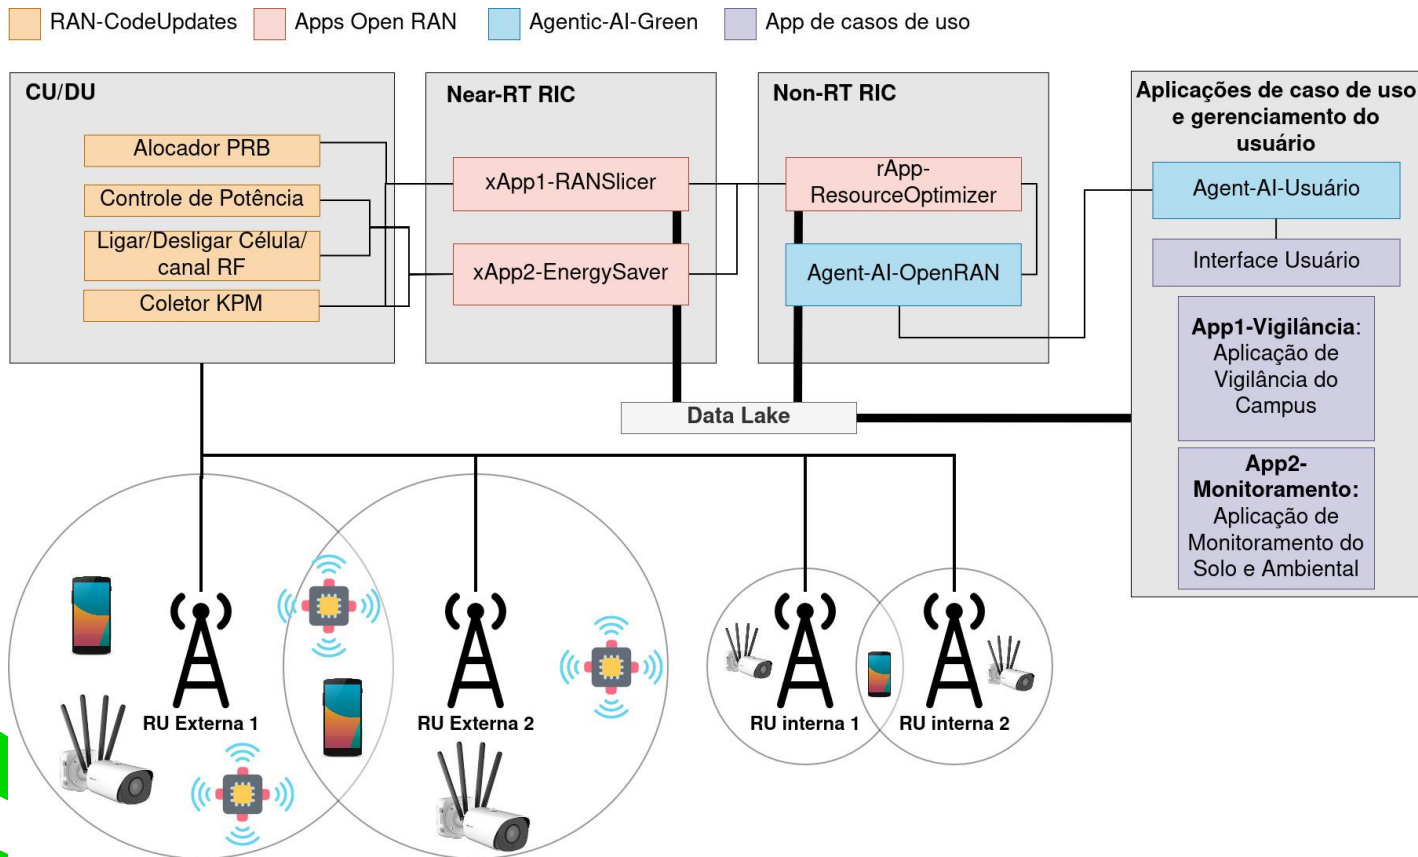 RAN-CodeUpdates
Apps Open RAN
Agentic-AI-Green
App de casos de uso
CU/DU
Alocador PRB
Controle de Potência
Ligar/Desligar Célula/
canal RF
Coletor KPM
Near-RT RIC
xApp1-RANSlicer
xApp2-EnergySaver
Non-RT RIC
rApp-
ResourceOptimizer
Agent-AI-OpenRAN
Aplicações de caso de uso
e gerenciamento do
usuário
Agent-AI-Usuário
Interface Usuário
App1-Vigilância:
Aplicação de
Vigilância do
Campus
App2-
Monitoramento:
Aplicação de
Monitoramento do
Solo e Ambiental
Data Lake
RU Externa 1
RU Externa 2
RU interna 1
RU interna 2